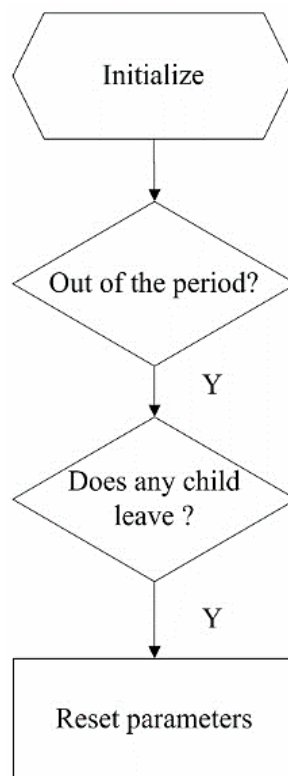 Initialize
Out of the period?
Y
Does any child
leave ?
Y
Reset parameters